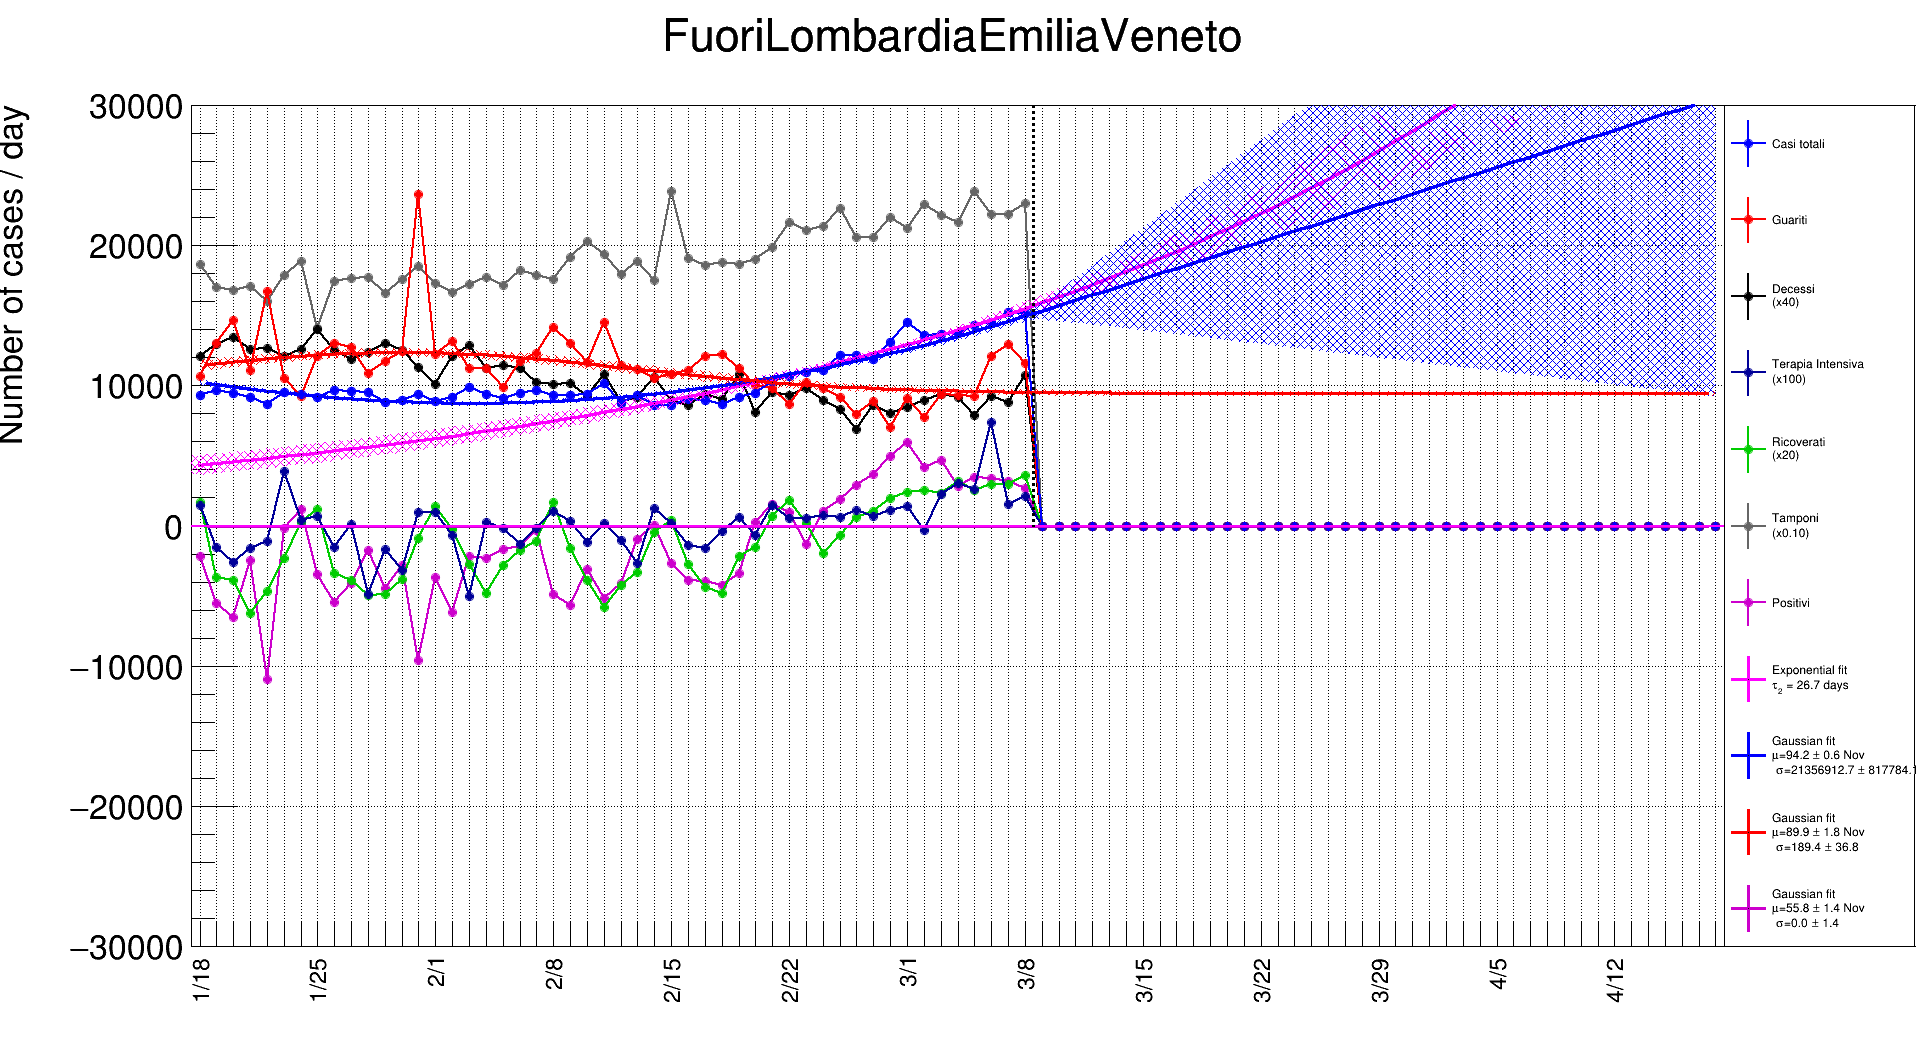 FuoriLombardiaEmiliaVeneto
Number of cases / day
30000
20000
10000
0
−10000
−20000
−30000
1/18
1/25
2/1
2/8
2/15
2/22
3/1
3/8
3/15
3/22
3/29
4/5
4/12
Casi totali
Guariti
Decessi
(x40)
Terapia Intensiva
(x100)
Ricoverati
(x20)
Tamponi
(x0.10)
Positivi
Exponential fit
τ2 = 26.7 days
Gaussian fit
μ=94.2 ± 0.6 Nov
σ=21356912.7 ± 817784.1
Gaussian fit
μ=89.9 ± 1.8 Nov
σ=189.4 ± 36.8
Gaussian fit
μ=55.8 ± 1.4 Nov
σ=0.0 ± 1.4